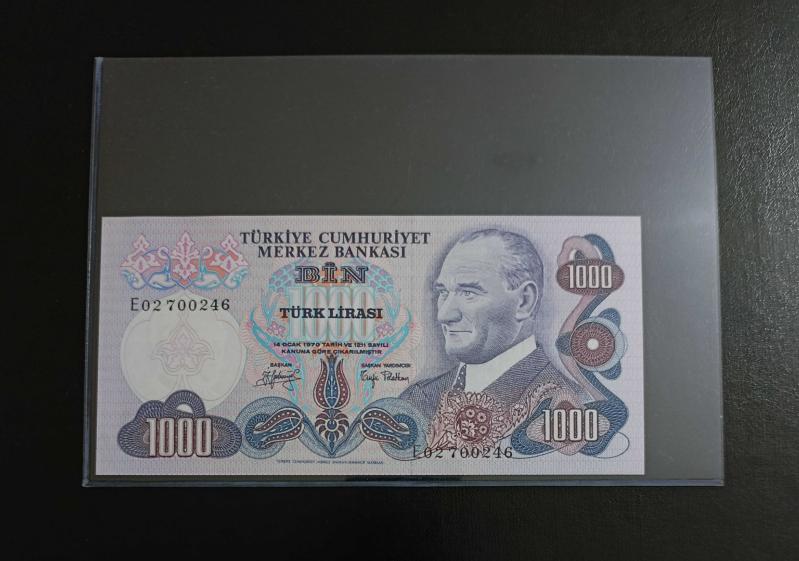 TÜRKİYE CUMHURİYET
MERKEZ BANKASI
BİN
1000
1000
E02 700246
TÜRK LİRASI
14 OCAK 1970 TARİH VE 1211 SAYILI
KANUNA GÖRE ÇIKARILMIŞTIR
BAŞKAN
BAŞKAN YARDIMCISI
1000
1000
E02 700246